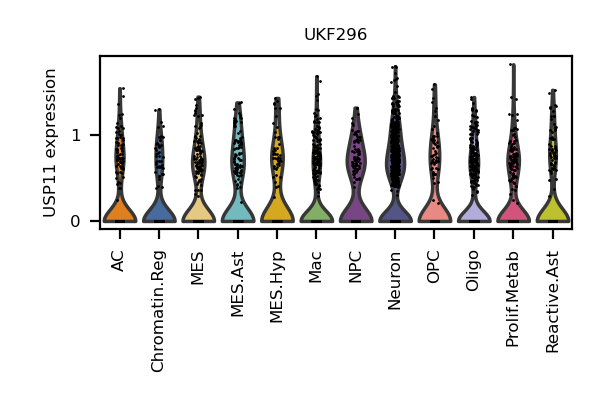 UKF296
USP11 expression
1
0
AC
Chromatin.Reg
MES
MES.Ast
MES.Hyp
Mac
NPC
Neuron
OPC
Oligo
Prolif.Metab
Reactive.Ast